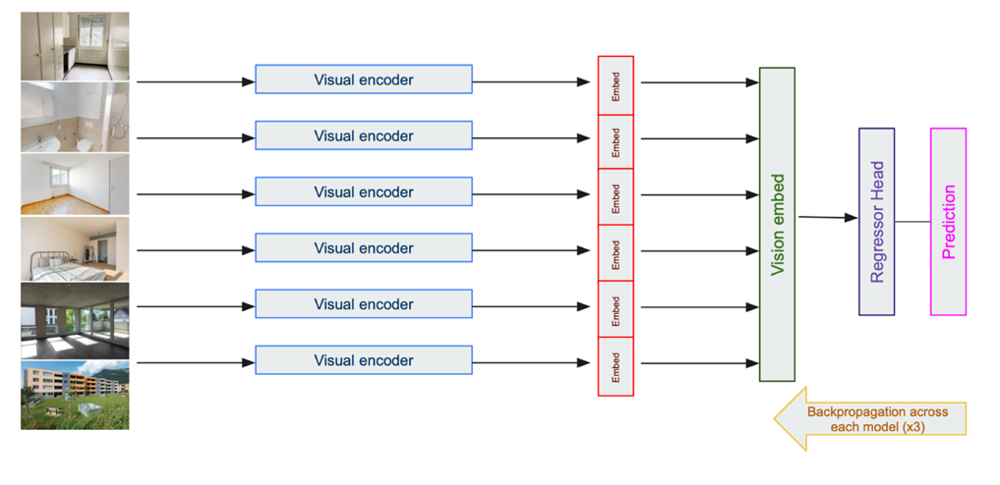 Visual encoder
Embed
Visual encoder
Embed
Visual encoder
Embed
Visual encoder
Embed
Visual encoder
Embed
Visual encoder
Embed
Vision embed
Regressor Head
Prediction
Backpropagation across
each model (x3)